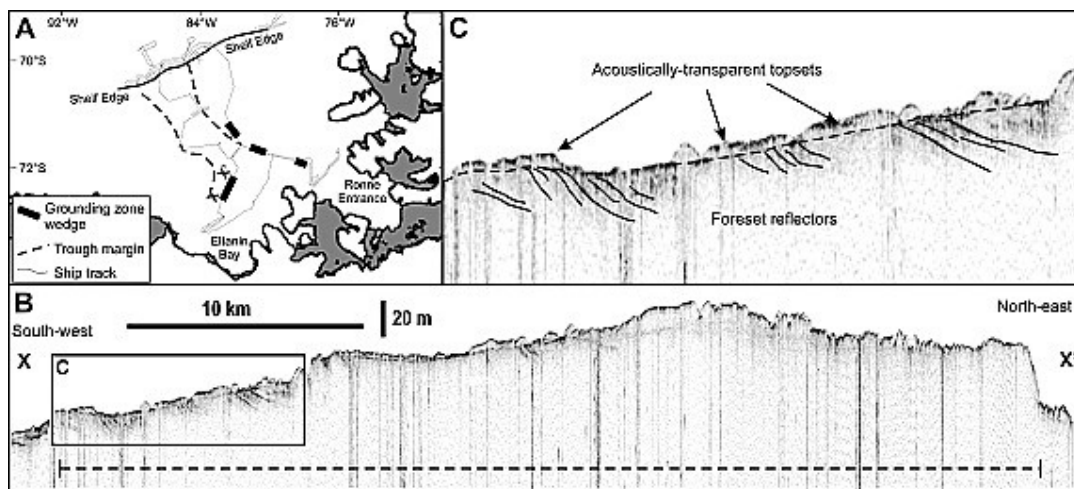 A
92°W
84°W
76°W
70°S
72°S
Shelf Edge
Shelf Edge
Ronne
Entrance
Eltanin
Bay
X
X
Grounding zone
wedge
Trough margin
Ship track
C
Acoustically-transparent topsets
Foreset reflectors
B
10 km
20 m
South-west
North-east
X
X'
C